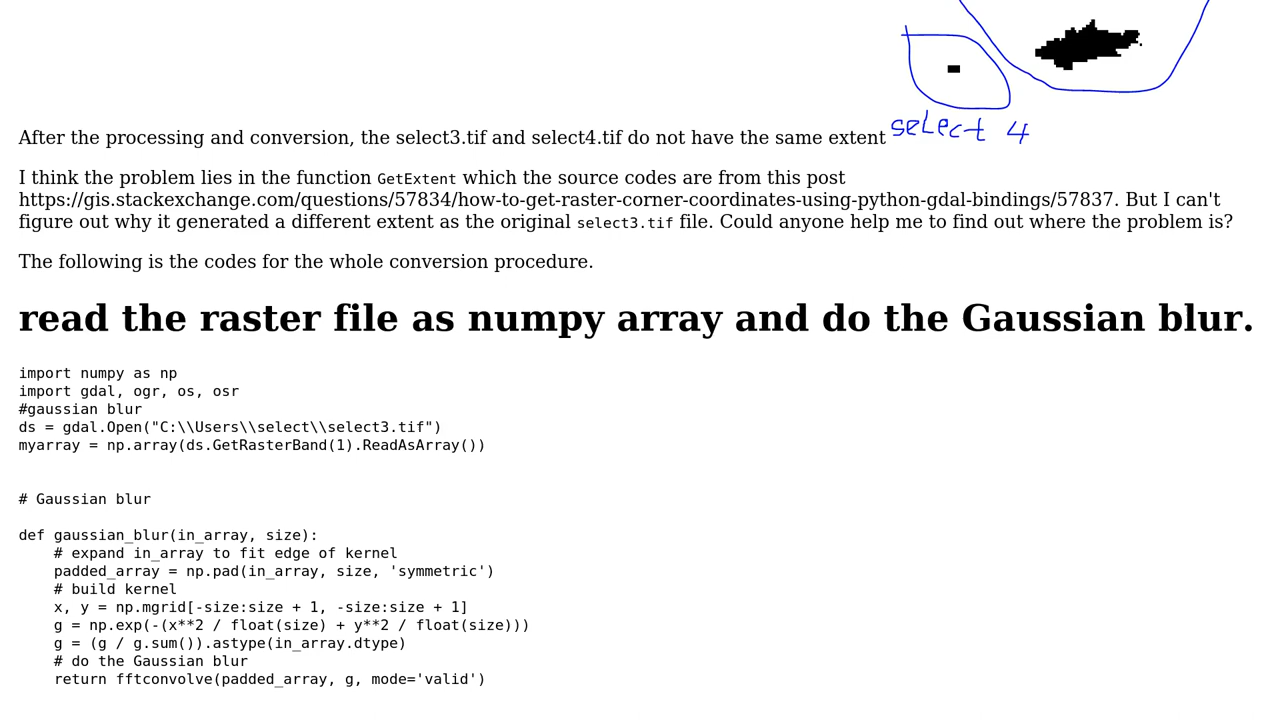 After the processing and conversion, the select3.tif and select4.tif do not have the same extent select 4
I think the problem lies in the function GetExtent which the source codes are from this post
https://gis.stackexchange.com/questions/57834/how-to-get-raster-corner-coordinates-using-python-gdal-bindings/57837. But I can't
figure out why it generated a different extent as the original select3.tif file. Could anyone help me to find out where the problem is?
The following is the codes for the whole conversion procedure.
read the raster file as numpy array and do the Gaussian blur.
import numpy as np
import gdal, ogr, os, osr
#gaussian blur
ds = gdal.Open("C:\\Users\\select\\select3.tif")
myarray = np.array(ds.GetRasterBand(1).ReadAsArray())
# Gaussian blur
def gaussian_blur(in_array, size):
    # expand in_array to fit edge of kernel
    padded_array = np.pad(in_array, size, 'symmetric')
    # build kernel
    x, y = np.mgrid[-size:size + 1, -size:size + 1]
    g = np.exp(-(x**2 / float(size) + y**2 / float(size)))
    g = (g / g.sum()).astype(in_array.dtype)
    # do the Gaussian blur
    return fftconvolve(padded_array, g, mode='valid')